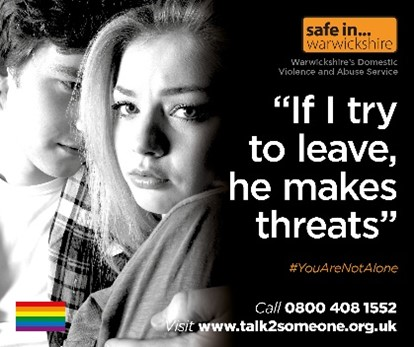 safe in...
warwickshire
Warwickshire's Domestic
Violence and Abuse Service
“If I try
to leave,
he makes
threats”
#YouAreNotAlone
Call 0800 408 1552
Visit www.talk2someone.org.uk